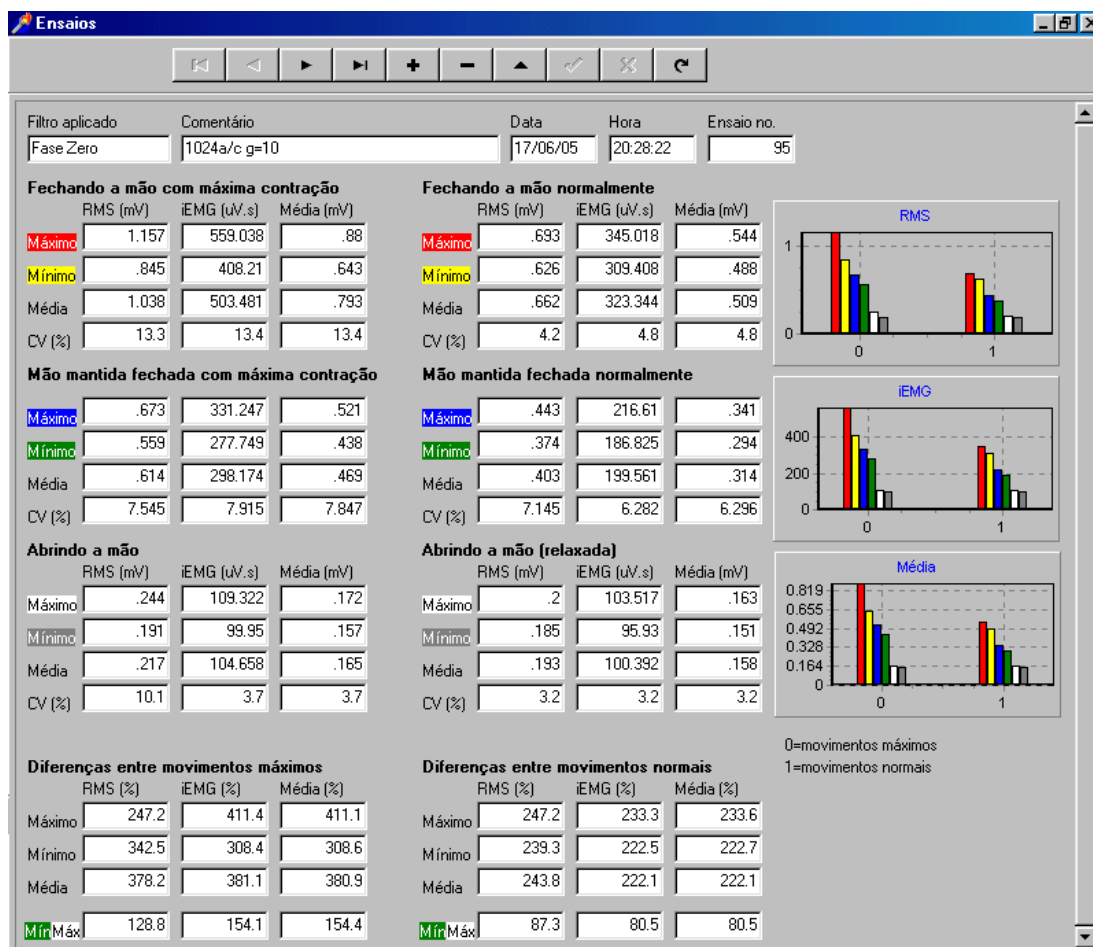 Ensaios
Filtro aplicado Comentário Data Hora Ensaio no.
Fase Zero 1024a/c g=10 17/06/05 20:28:22 95
Fechando a mão com máxima contração
RMS (mV) iEMG (uV.s) Média (mV)
Máximo 1.157 559.038 .88
Mínimo .845 408.21 .643
Média 1.038 503.481 .793
CV (%) 13.3 13.4 13.4
Fechando a mão normalmente
RMS (mV) iEMG (uV.s) Média (mV)
Máximo .693 345.018 .544
Mínimo .626 309.408 .488
Média .662 323.344 .509
CV (%) 4.2 4.8 4.8
RMS
1
0
0 1
Mão mantida fechada com máxima contração
Máximo .673 331.247 .521
Mínimo .559 277.749 .438
Média .614 298.174 .469
CV (%) 7.545 7.915 7.847
Mão mantida fechada normalmente
Máximo .443 216.61 .341
Mínimo .374 186.825 .294
Média .403 199.561 .314
CV (%) 7.145 6.282 6.296
iEMG
400
200
0
0 1
Abrindo a mão
RMS (mV) iEMG (uV.s) Média (mV)
Máximo .244 109.322 .172
Mínimo .191 99.95 .157
Média .217 104.658 .165
CV (%) 10.1 3.7 3.7
Abrindo a mão (relaxada)
RMS (mV) iEMG (uV.s) Média (mV)
Máximo .2 103.517 .163
Mínimo .185 95.93 .151
Média .193 100.392 .158
CV (%) 3.2 3.2 3.2
Média
0.819
0.655
0.492
0.328
0.164
0
0 1
0=movimentos máximos
1=movimentos normais
Diferenças entre movimentos máximos
RMS (%) iEMG (%) Média (%)
Máximo 247.2 411.4 411.1
Mínimo 342.5 308.4 308.6
Média 378.2 381.1 380.9
MínMáx 128.8 154.1 154.4
Diferenças entre movimentos normais
RMS (%) iEMG (%) Média (%)
Máximo 247.2 233.3 233.6
Mínimo 239.3 222.5 222.7
Média 243.8 222.1 222.1
MínMáx 87.3 80.5 80.5